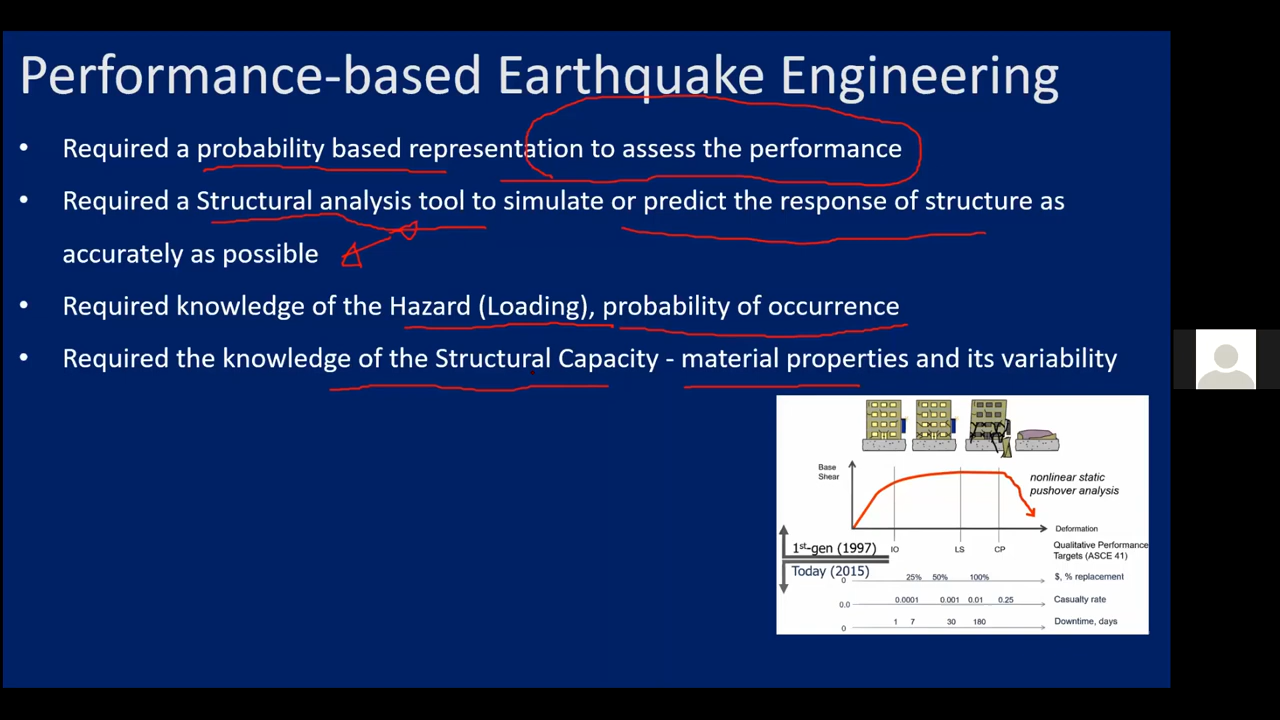 Performance-based Earthquake Engineering
• Required a probability based representation to assess the performance
• Required a Structural analysis tool to simulate or predict the response of structure as
accurately as possible
• Required knowledge of the Hazard (Loading), probability of occurrence
• Required the knowledge of the Structural Capacity - material properties and its variability
Base
Shear
nonlinear static
pushover analysis
Deformation
1st-gen (1997)
IO LS CP
Qualitative Performance
Targets (ASCE 41)
Today (2015)
0 25% 50% 100% $, % replacement
0.0 0.0001 0.001 0.01 0.25 Casualty rate
0 1 7 30 180 Downtime, days